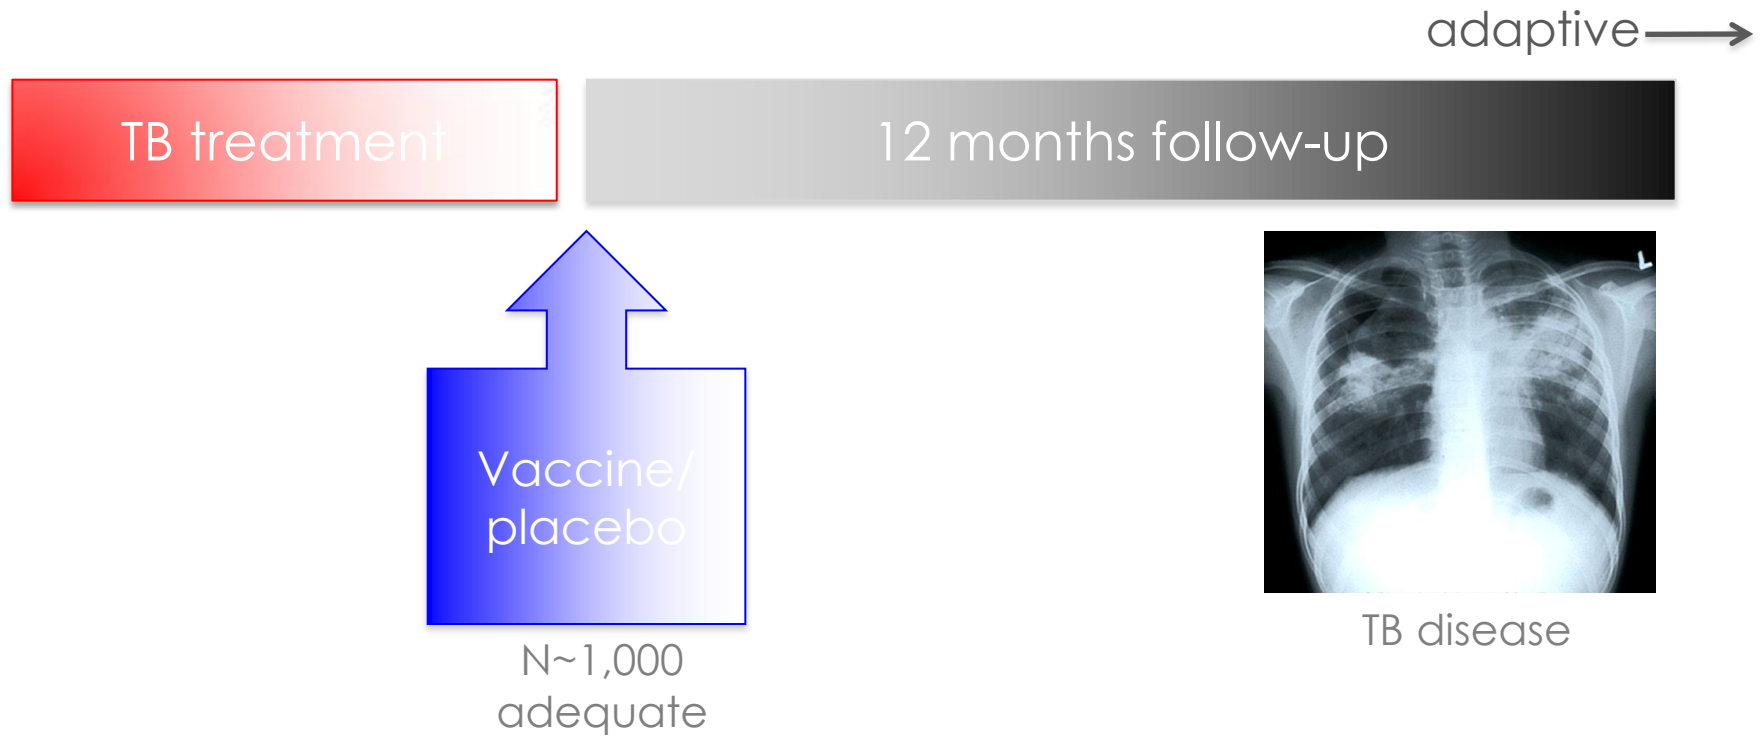 adaptive
TB treatment
12 months follow-up
L
Vaccine/
placebo
TB disease
N~1,000
adequate